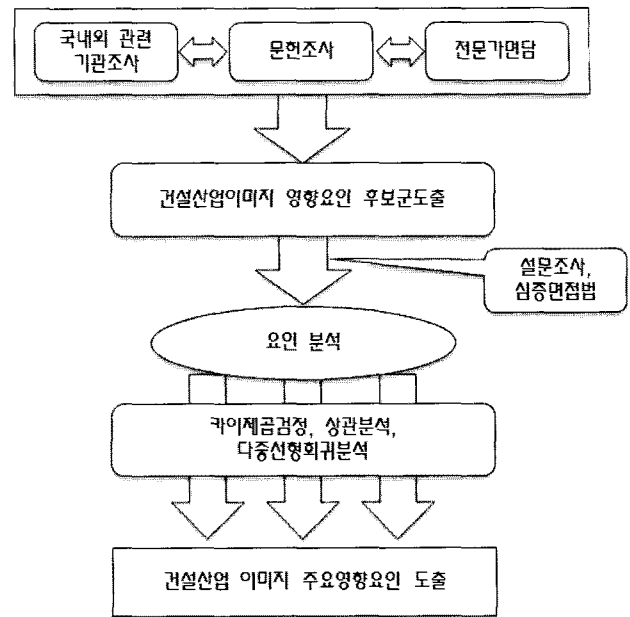 국내외 관련
기관조사
문헌조사
전문가면담
건설산업이미지 영향요인 후보군도출
설문조사,
심층면접법
요인 분석
카이제곱검정, 상관분석,
다중선형회귀분석
건설산업 이미지 주요영향요인 도출